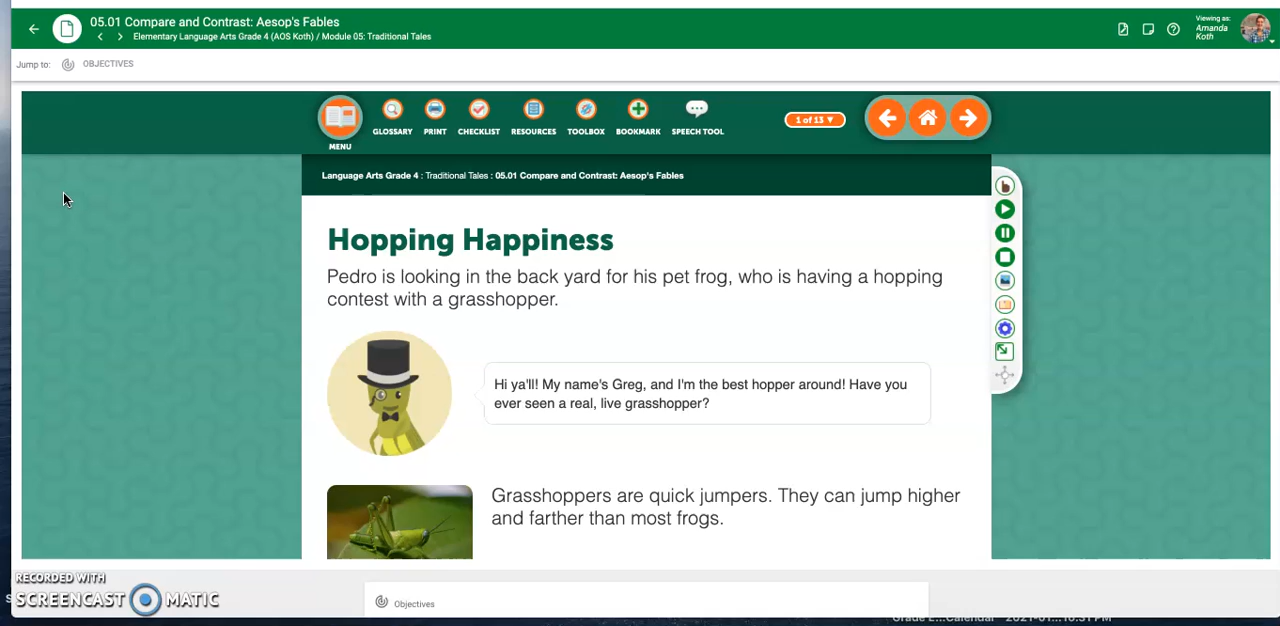 05.01 Compare and Contrast: Aesop's Fables
Elementary Language Arts Grade 4 (AOS Koth) / Module 05: Traditional Tales
Viewing as:
Amanda
Koth
Jump to: OBJECTIVES
MENU
GLOSSARY
PRINT
CHECKLIST
RESOURCES
TOOLBOX
BOOKMARK
SPEECH TOOL
1 of 13 ▼
Language Arts Grade 4 : Traditional Tales : 05.01 Compare and Contrast: Aesop's Fables
Hopping Happiness
Pedro is looking in the back yard for his pet frog, who is having a hopping
contest with a grasshopper.
Hi ya'll! My name's Greg, and I'm the best hopper around! Have you
ever seen a real, live grasshopper?
Grasshoppers are quick jumpers. They can jump higher
and farther than most frogs.
RECORDED WITH
SCREENCAST MATIC
Objectives